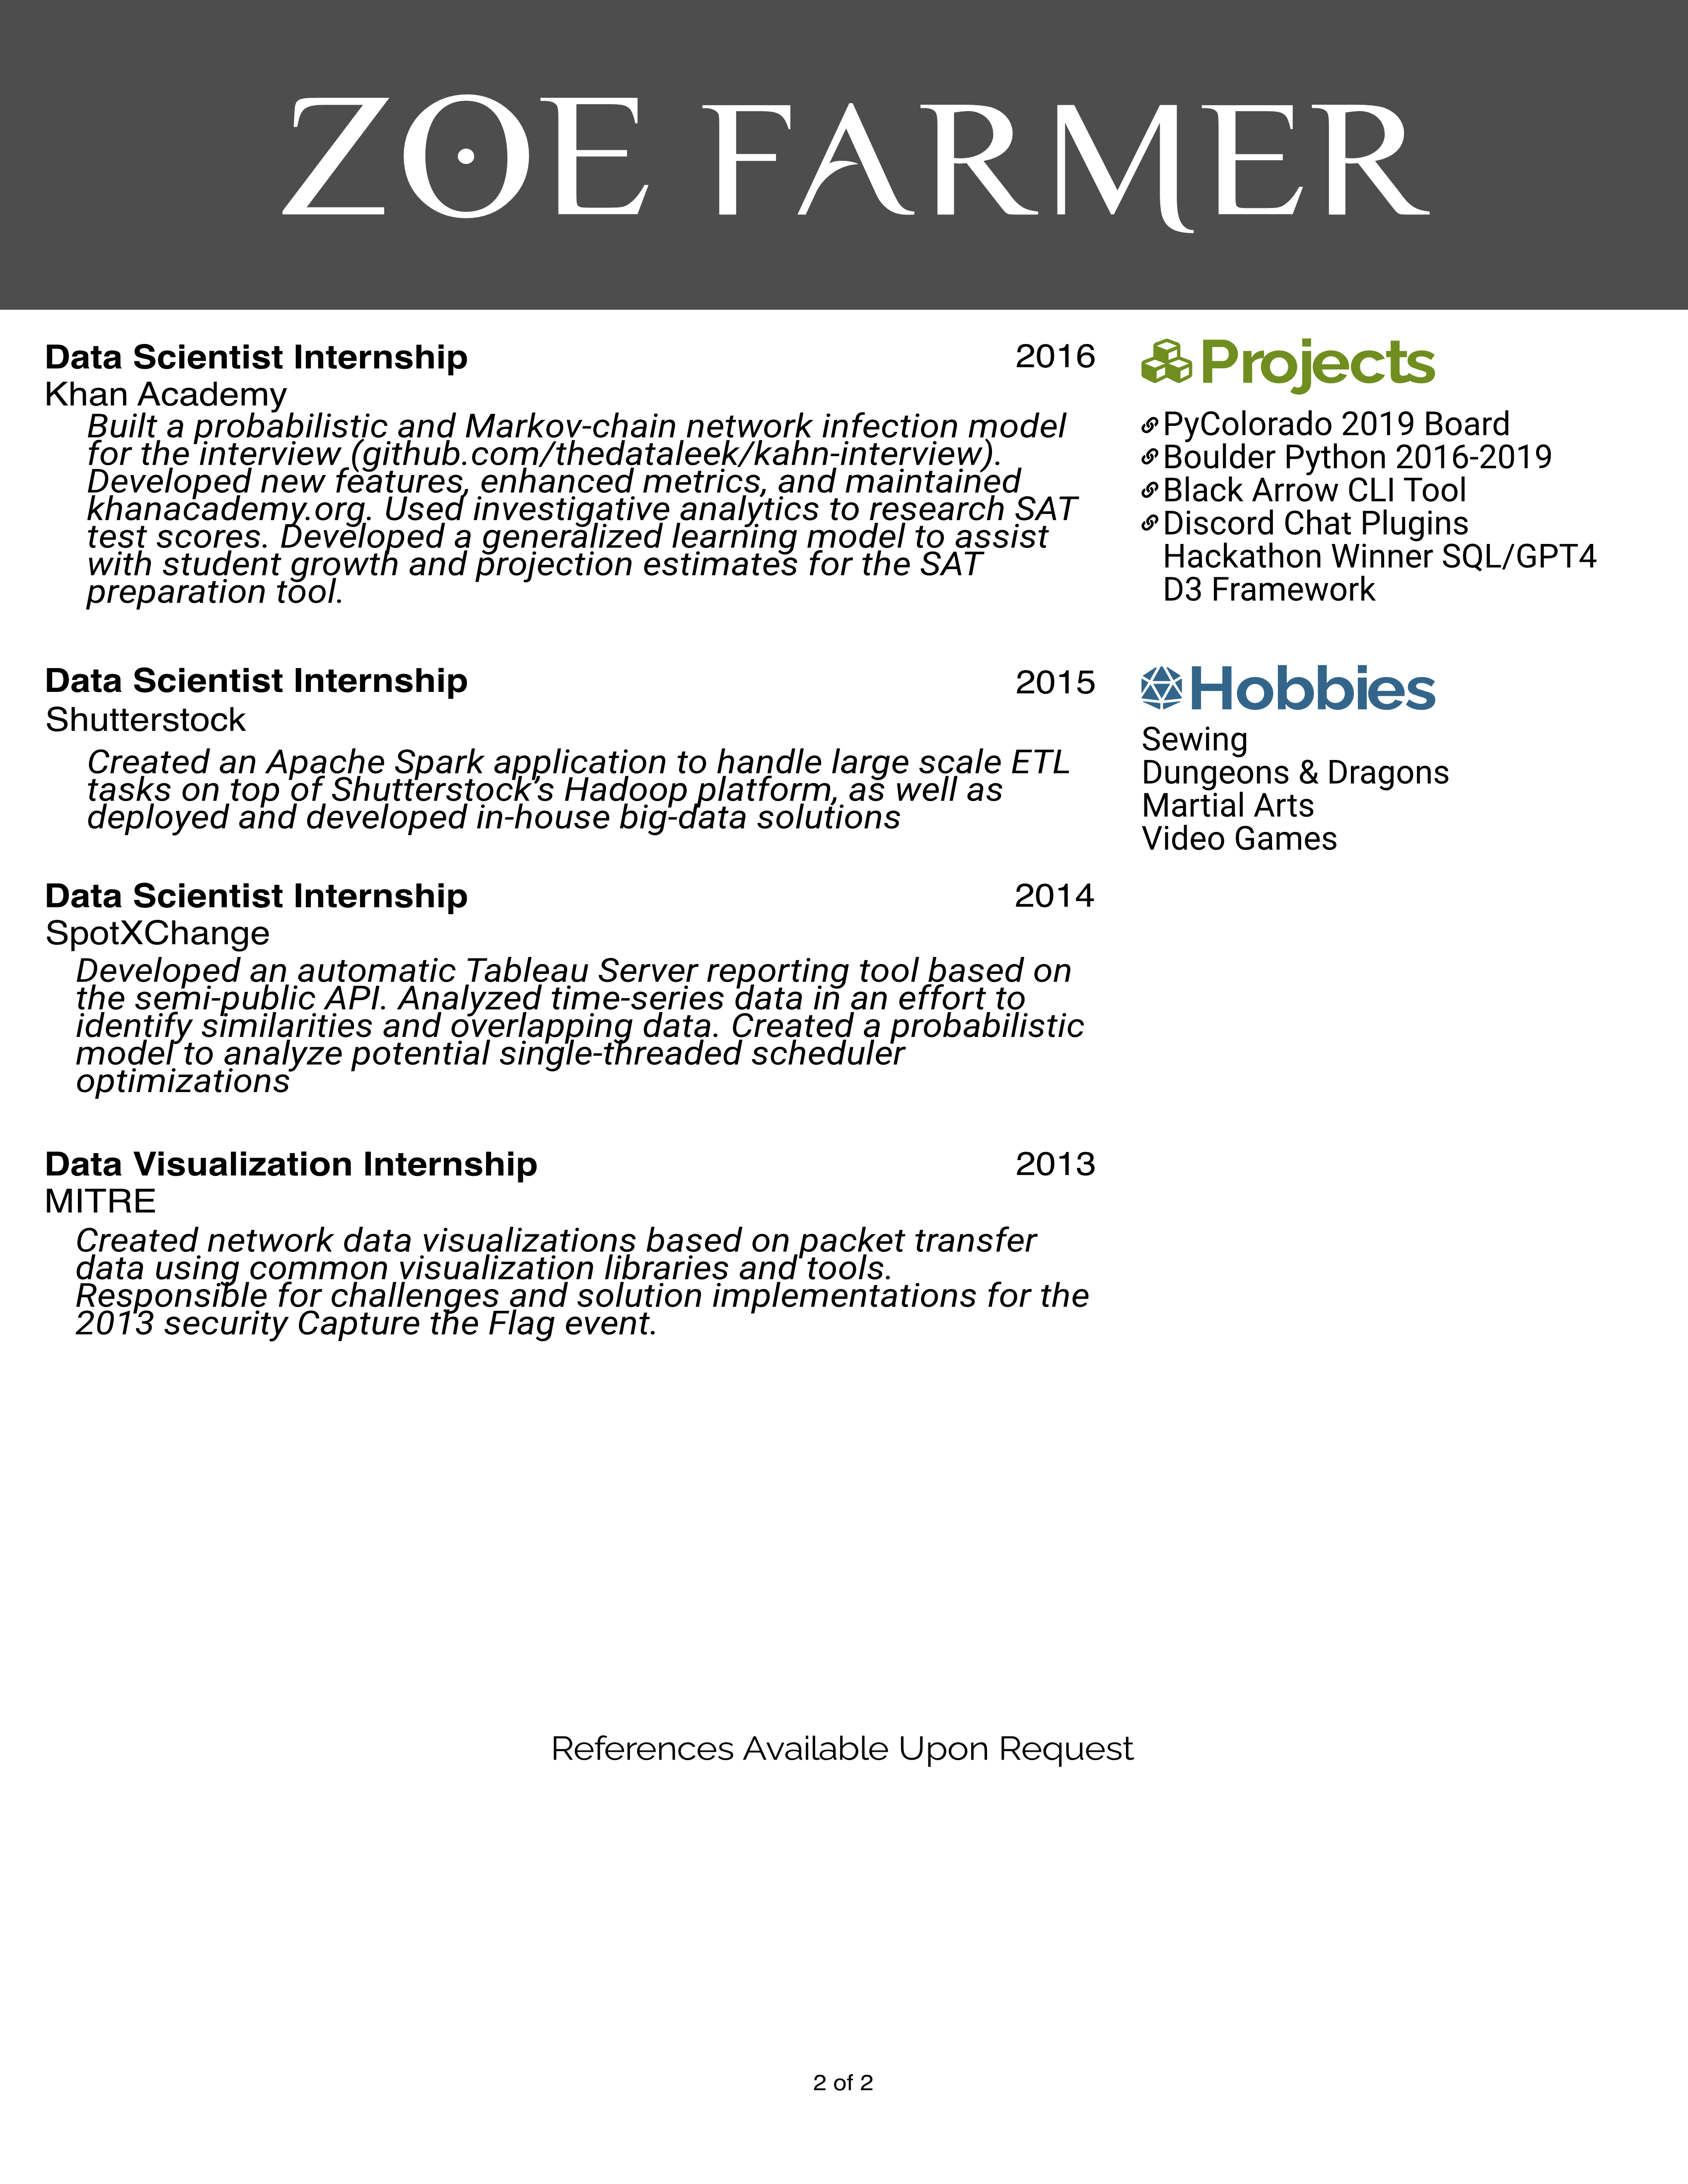 ZOE FARMER
Data Scientist Internship 2016
Khan Academy
Built a probabilistic and Markov-chain network infection model
for the interview (github.com/thedataleek/kahn-interview).
Developed new features, enhanced metrics, and maintained
khanacademy.org. Used investigative analytics to research SAT
test scores. Developed a generalized learning model to assist
with student growth and projection estimates for the SAT
preparation tool.
Data Scientist Internship 2015
Shutterstock
Created an Apache Spark application to handle large scale ETL
tasks on top of Shutterstock’s Hadoop platform, as well as
deployed and developed in-house big-data solutions
Data Scientist Internship 2014
SpotXChange
Developed an automatic Tableau Server reporting tool based on
the semi-public API. Analyzed time-series data in an effort to
identify similarities and overlapping data. Created a probabilistic
model to analyze potential single-threaded scheduler
optimizations
Data Visualization Internship 2013
MITRE
Created network data visualizations based on packet transfer
data using common visualization libraries and tools.
Responsible for challenges and solution implementations for the
2013 security Capture the Flag event.
Projects
PyColorado 2019 Board
Boulder Python 2016-2019
Black Arrow CLI Tool
Discord Chat Plugins
Hackathon Winner SQL/GPT4
D3 Framework
Hobbies
Sewing
Dungeons & Dragons
Martial Arts
Video Games
References Available Upon Request
2 of 2